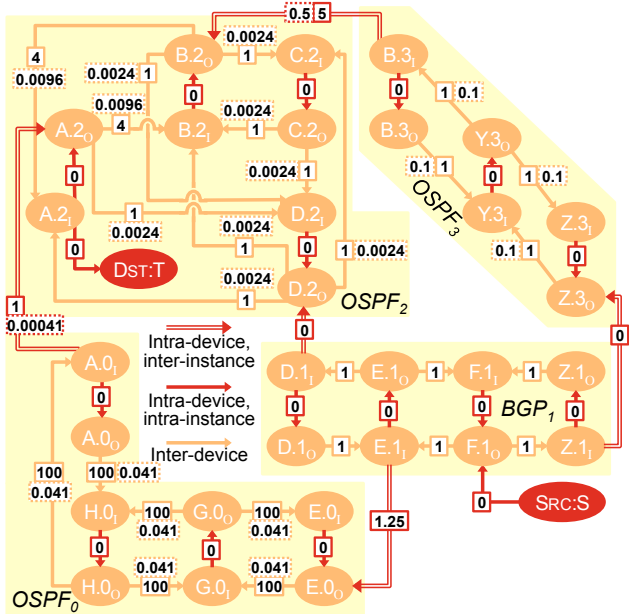 0.5 5
B.2O
0.0024
1
C.2I
B.3I
4
0.0096
0.0024 1
0
0
0
1 0.1
0.0096
4
A.2O
B.2I
0.0024
1
C.2O
B.3O
Y.3O
0
0.0024 1
0.1 1
0
1 0.1
A.2I
1
0.0024
D.2I
Y.3I
Z.3I
0
DST:T
0.0024
1
0
1 0.0024
OSPF3
0.1 1
0
0.0024
1
D.2O
OSPF2
Z.3O
1
0.00041
Intra-device,
inter-instance
0
0
A.0I
D.1I
1
E.1O
1
F.1I
1
Z.1O
0
Intra-device,
intra-instance
0
0
0
0
BGP1
A.0O
Inter-device
D.1O
1
E.1I
1
F.1O
1
Z.1I
100
0.041
100 0.041
0
SRC:S
H.0I
100
0.041
G.0O
100
0.041
E.0I
1.25
0
0
0
OSPF0
H.0O
0.041
100
G.0I
0.041
100
E.0O